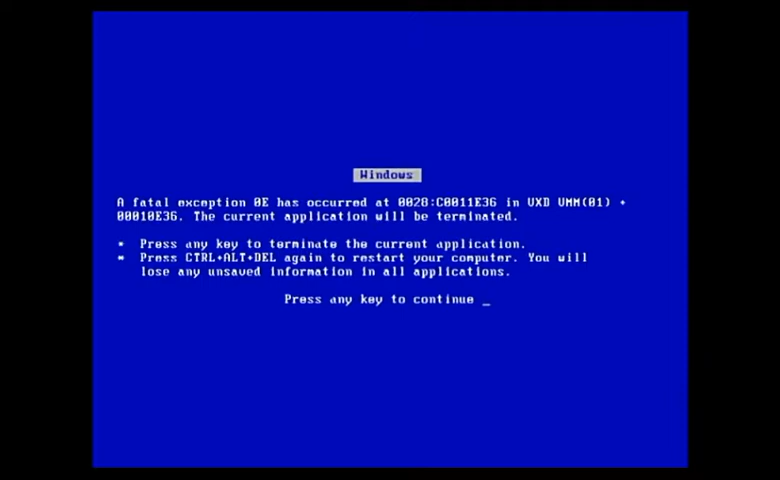 Windows
A fatal exception 0E has occurred at 0028:C0011E36 in VXD VMM(01) +
00010E36. The current application will be terminated.
* Press any key to terminate the current application.
* Press CTRL+ALT+DEL again to restart your computer. You will
lose any unsaved information in all applications.
Press any key to continue _